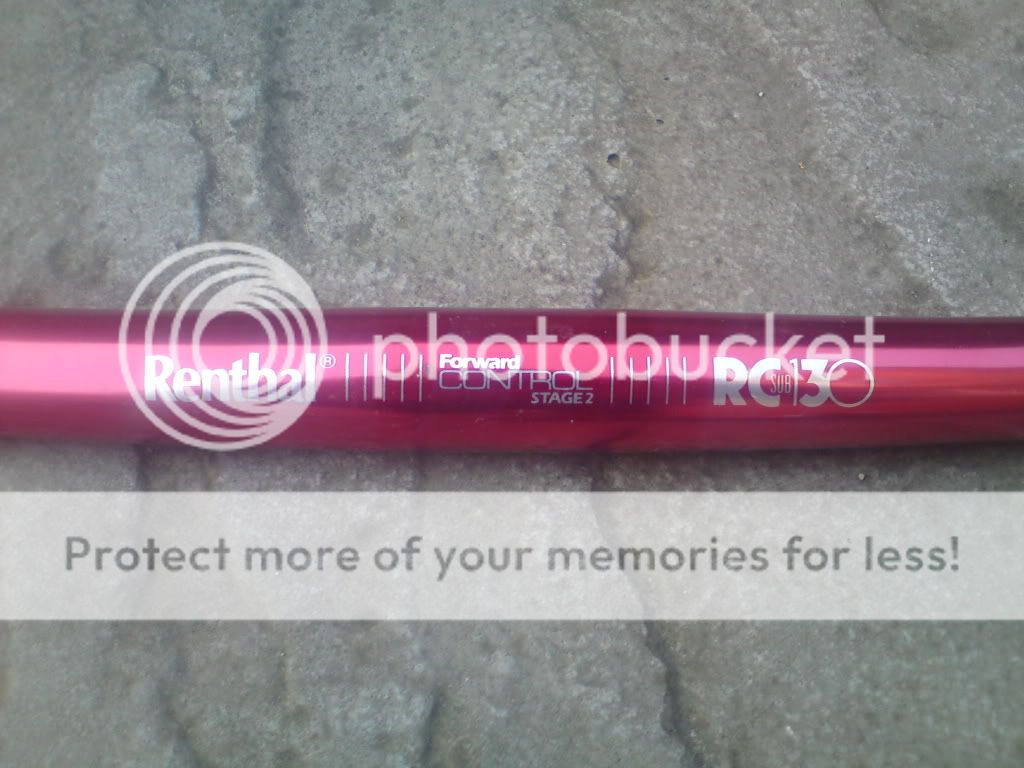 photobucket
Renthal® Forward RC SUB 130
CONTROL
STAGE 2
Protect more of your memories for less!